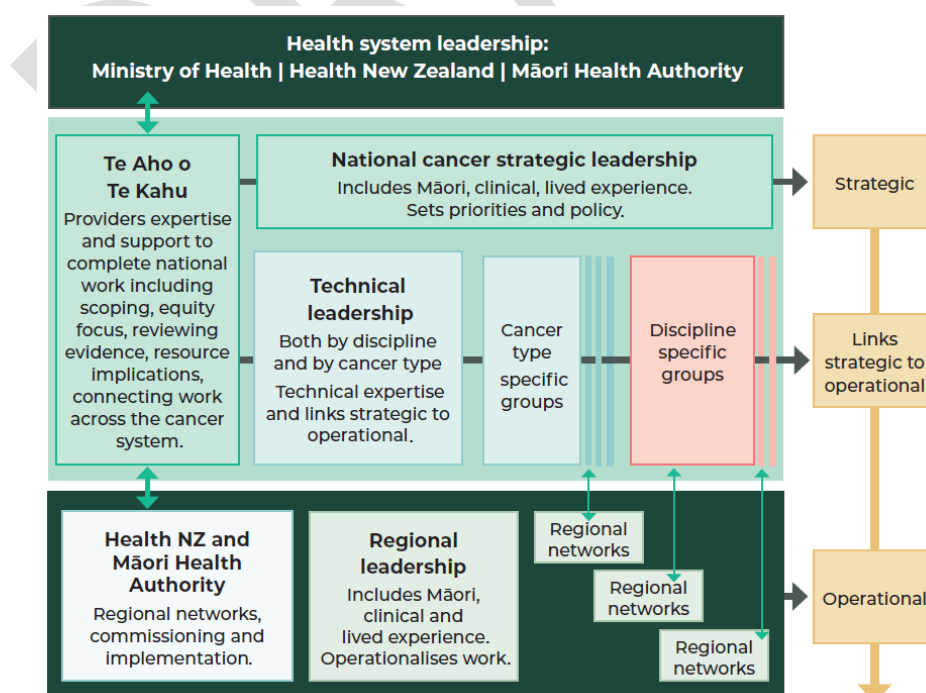 Health system leadership:
Ministry of Health | Health New Zealand | Māori Health Authority
Te Aho o
Te Kahu
Providers expertise
and support to
complete national
work including
scoping, equity
focus, reviewing
evidence, resource
implications,
connecting work
across the cancer
system.
National cancer strategic leadership
Includes Māori, clinical, lived experience.
Sets priorities and policy.
Strategic
Technical
leadership
Both by discipline
and by cancer type
Technical expertise
and links strategic to
operational.
Cancer
type
specific
groups
Discipline
specific
groups
Links
strategic to
operational
Health NZ and
Māori Health
Authority
Regional networks,
commissioning and
implementation.
Regional
leadership
Includes Māori,
clinical and
lived experience.
Operationalises work.
Regional
networks
Regional
networks
Regional
networks
Operational